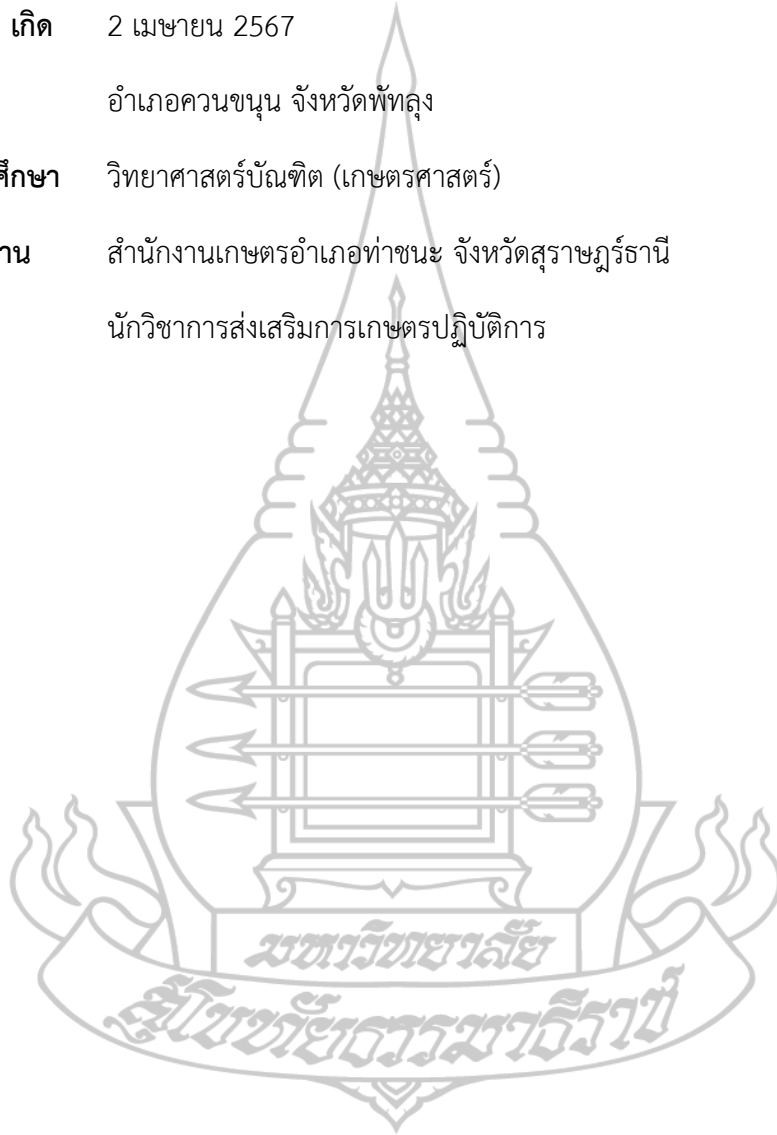 เกิด 2 เมษายน 2567
อำเภอควนขนุน จังหวัดพัทลุง
ศึกษา วิทยาศาสตร์บัณฑิต (เกษตรศาสตร์)
าน สำนักงานเกษตรอำเภอท่าชนะ จังหวัดสุราษฎร์ธานี
นักวิชาการส่งเสริมการเกษตรปฏิบัติการ
มหาวิทยาลัย
สุโขทัยธรรมาธิราช